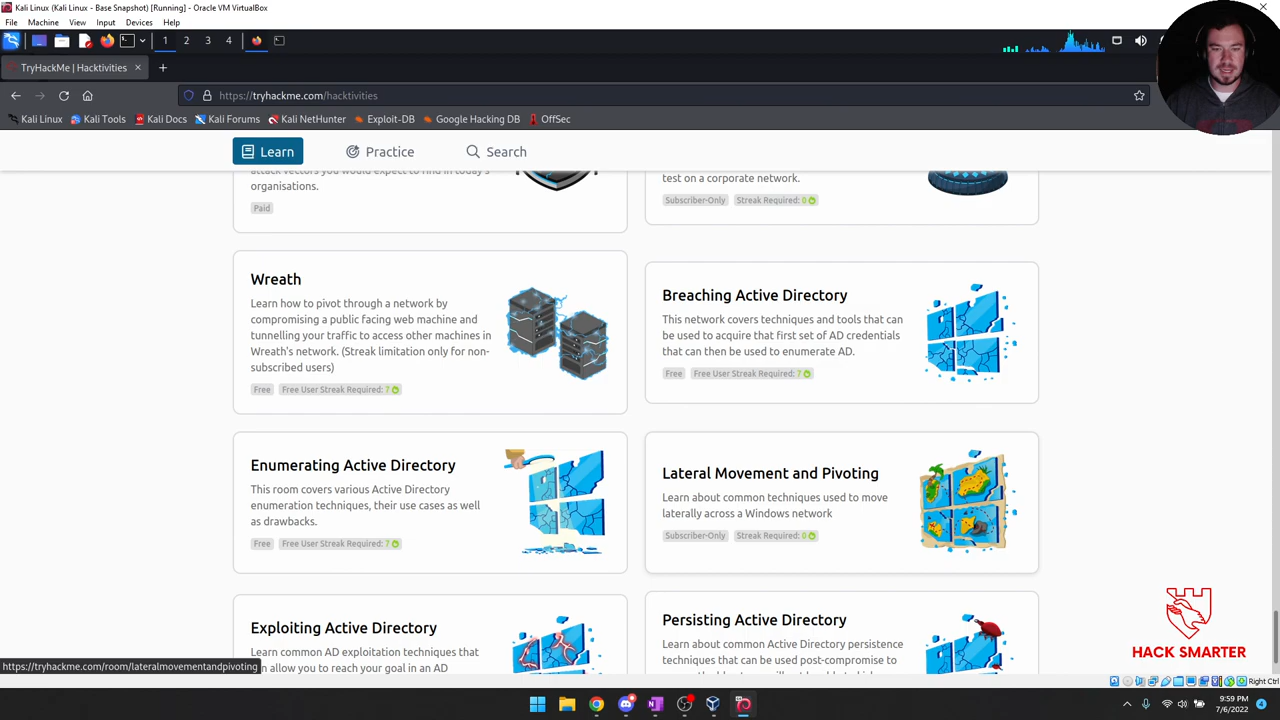 Kali Linux (Kali Linux - Base Snapshot) [Running] - Oracle VM VirtualBox
File Machine View Input Devices Help
1 2 3 4
TryHackMe | Hacktivities
https://tryhackme.com/hacktivities
Kali Linux Kali Tools Kali Docs Kali Forums Kali NetHunter Exploit-DB Google Hacking DB OffSec
Learn Practice Search
attack vectors you would expect to find in today's
organisations.
Paid
test on a corporate network.
Subscriber-Only Streak Required: 0
Wreath
Learn how to pivot through a network by
compromising a public facing web machine and
tunnelling your traffic to access other machines in
Wreath's network. (Streak limitation only for non-
subscribed users)
Free Free User Streak Required: 7
Breaching Active Directory
This network covers techniques and tools that can
be used to acquire that first set of AD credentials
that can then be used to enumerate AD.
Free Free User Streak Required: 7
Enumerating Active Directory
This room covers various Active Directory
enumeration techniques, their use cases as well
as drawbacks.
Free Free User Streak Required: 7
Lateral Movement and Pivoting
Learn about common techniques used to move
laterally across a Windows network
Subscriber-Only Streak Required: 0
Exploiting Active Directory
Learn common AD exploitation techniques that
allow you to reach your goal in an AD
Persisting Active Directory
Learn about common Active Directory persistence
techniques that can be used post-compromise to
https://tryhackme.com/room/lateralmovementandpivoting
HACK SMARTER
Right Ctrl
9:59 PM
7/6/2022